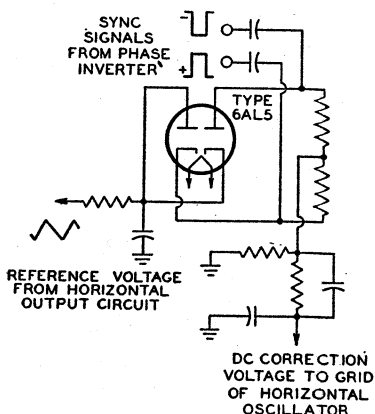 SYNC
SIGNALS
FROM PHASE
INVERTER
−
+
TYPE
6AL5
REFERENCE VOLTAGE
FROM HORIZONTAL
OUTPUT CIRCUIT
DC CORRECTION
VOLTAGE TO GRID
OF HORIZONTAL
OSCILLATOR